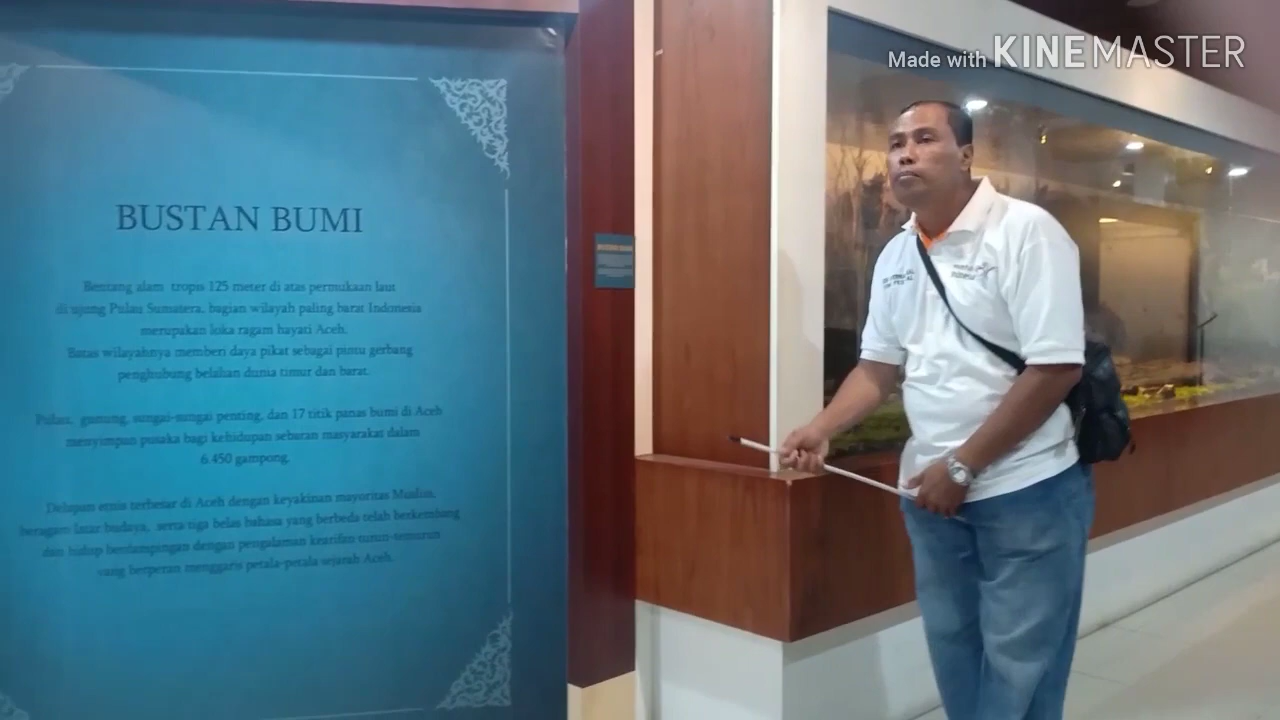 Made with KINEMASTER
BUSTAN BUMI
Bentang alam tropis 125 meter di atas permukaan laut
di ujung Pulau Sumatera, bagian wilayah paling barat Indonesia
merupakan loka ragam hayati Aceh.
Batas wilayahnya memberi daya pikat sebagai pintu gerbang
penghubung belahan dunia timur dan barat.
Pulau, gunung, sungai-sungai penting, dan 17 titik panas bumi di Aceh
menyimpan pusaka bagi kehidupan sebaran masyarakat dalam
6.450 gampong.
Delapan etnis terbesar di Aceh dengan keyakinan mayoritas Muslim,
beragam latar budaya, serta tiga belas bahasa yang berbeda telah berkembang
dan hidup berdampingan dengan pengalaman kearifan turun-temurun
yang berperan menggaris petala-petala sejarah Aceh.